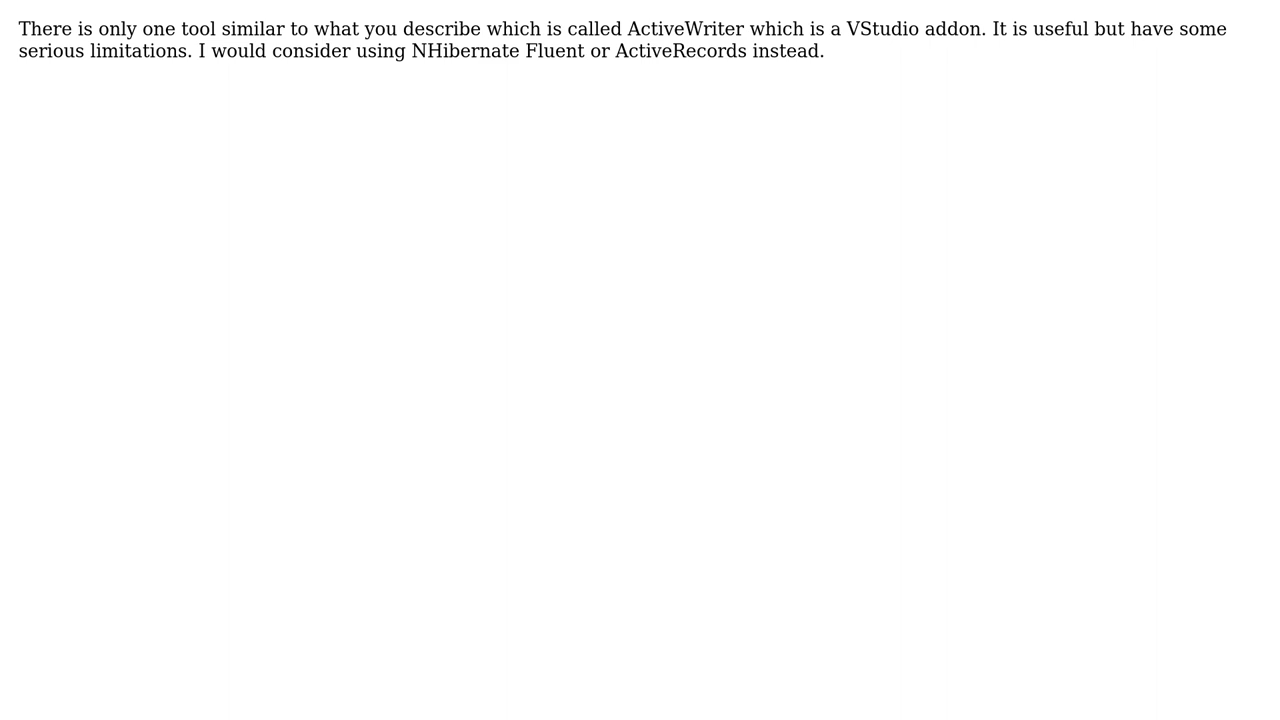 There is only one tool similar to what you describe which is called ActiveWriter which is a VStudio addon. It is useful but have some
serious limitations. I would consider using NHibernate Fluent or ActiveRecords instead.